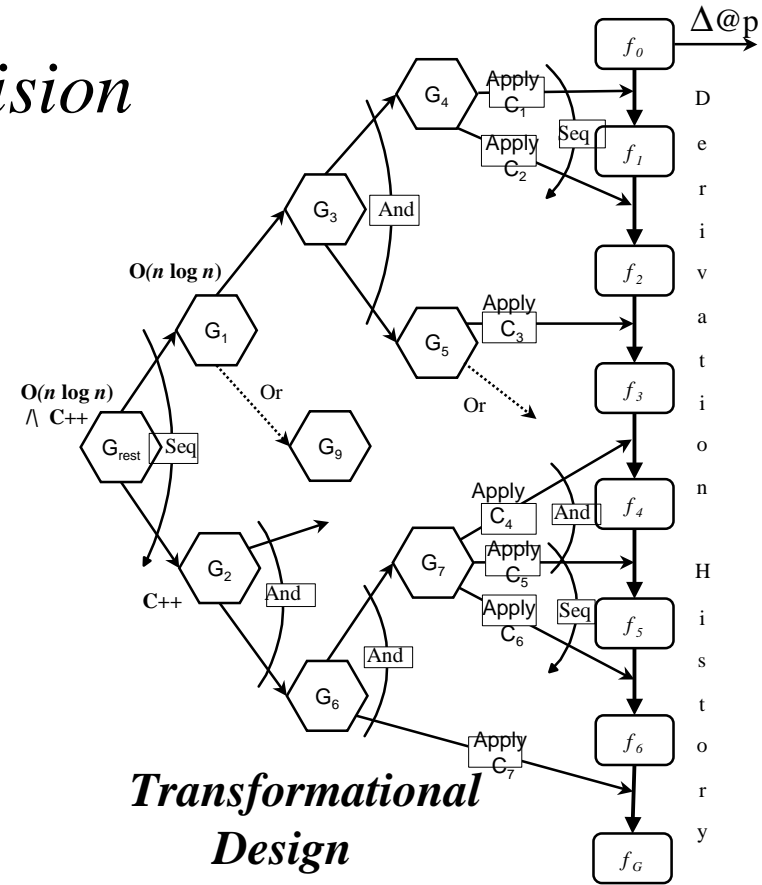 ision
Δ@p
f0
Derivation History
G4
Apply C1
Seq
f1
Apply C2
G3
And
O(n log n)
f2
G1
G5
Apply C3
Or
Or
f3
O(n log n)
/\ C++
Grest
Seq
G9
Apply C4
And
f4
G2
And
G7
Apply C5
C++
Apply C6
Seq
f5
And
G6
Apply C7
f6
Transformational
Design
fG